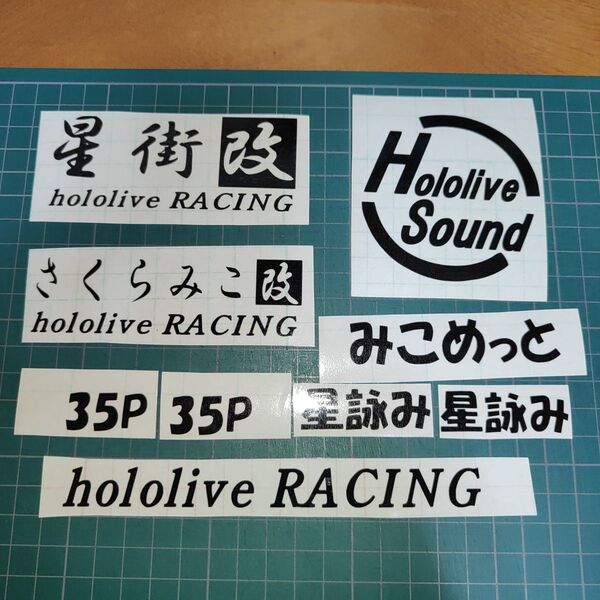 星街改
hololive RACING
Hololive
Sound
さくらみこ改
hololive RACING
みこめっと
35P
35P
星詠み
星詠み
hololive RACING